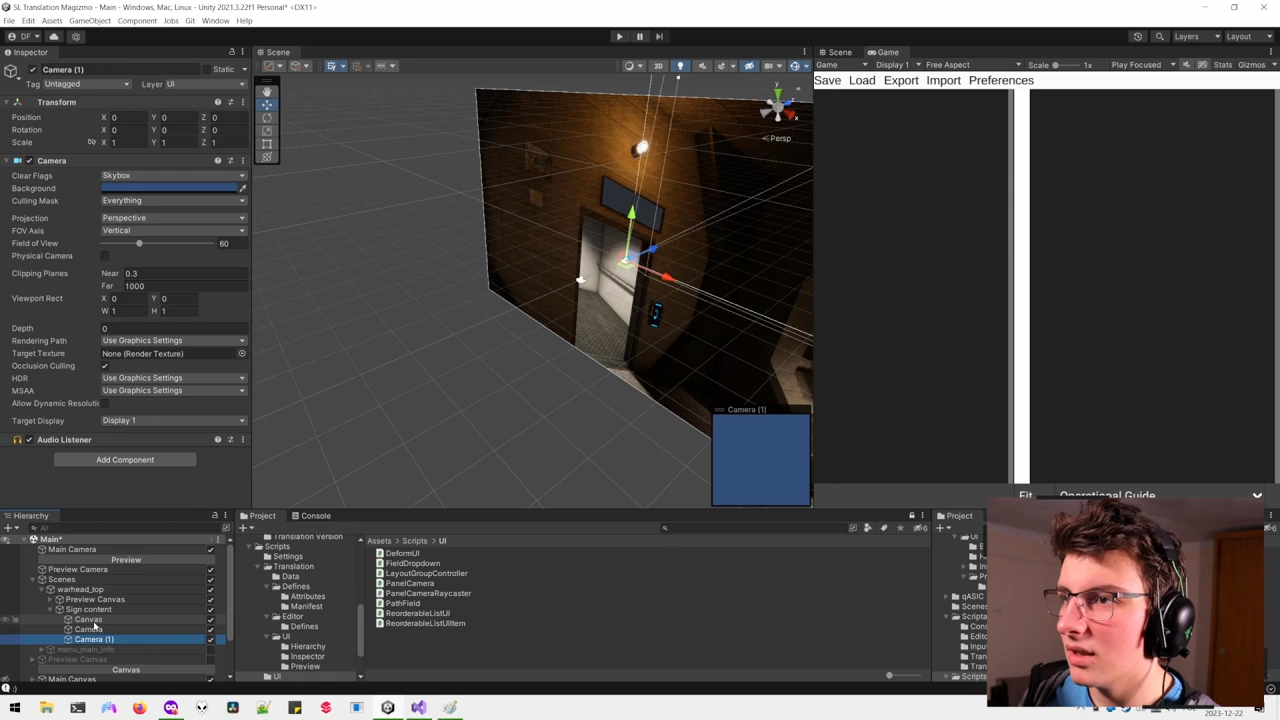 SL Translation Magizmo - Main - Windows, Mac, Linux - Unity 2021.3.22f1 Personal* <DX11>
File Edit Assets GameObject Component Jobs Git Window Help
DF Layers Layout
Inspector
Camera (1) Static
Tag Untagged Layer UI
Transform
Position X 0 Y 0 Z 0
Rotation X 0 Y 0 Z 0
Scale X 1 Y 1 Z 1
Camera
Clear Flags Skybox
Background
Culling Mask Everything
Projection Perspective
FOV Axis Vertical
Field of View 60
Physical Camera
Clipping Planes Near 0.3
Far 1000
Viewport Rect X 0 Y 0
W 1 H 1
Depth 0
Rendering Path Use Graphics Settings
Target Texture None (Render Texture)
Occlusion Culling
HDR Use Graphics Settings
MSAA Use Graphics Settings
Allow Dynamic Resolutio
Target Display Display 1
Audio Listener
Add Component
Scene
2D
y
x
Persp
Camera (1)
Scene Game
Game Display 1 Free Aspect Scale 1x Play Focused Stats Gizmos
Save Load Export Import Preferences
Fit Operational Guide
Hierarchy
All
Main*
Main Camera
Preview
Preview Camera
Scenes
warhead_top
Preview Canvas
Sign content
Canvas
Camera
Camera (1)
menu_main_info
Preview Canvas
Canvas
Main Canvas
:)
Project Console
Translation Version
Scripts
Settings
Translation
Data
Defines
Attributes
Manifest
Editor
Defines
UI
Hierarchy
Inspector
Preview
UI
Assets Scripts UI
DeformUI
FieldDropdown
LayoutGroupController
PanelCamera
PanelCameraRaycaster
PathField
ReorderableListUI
ReorderableListUIItem
Project
UI
qASIC
Scenes
Scripta
Scripts
2023-12-22